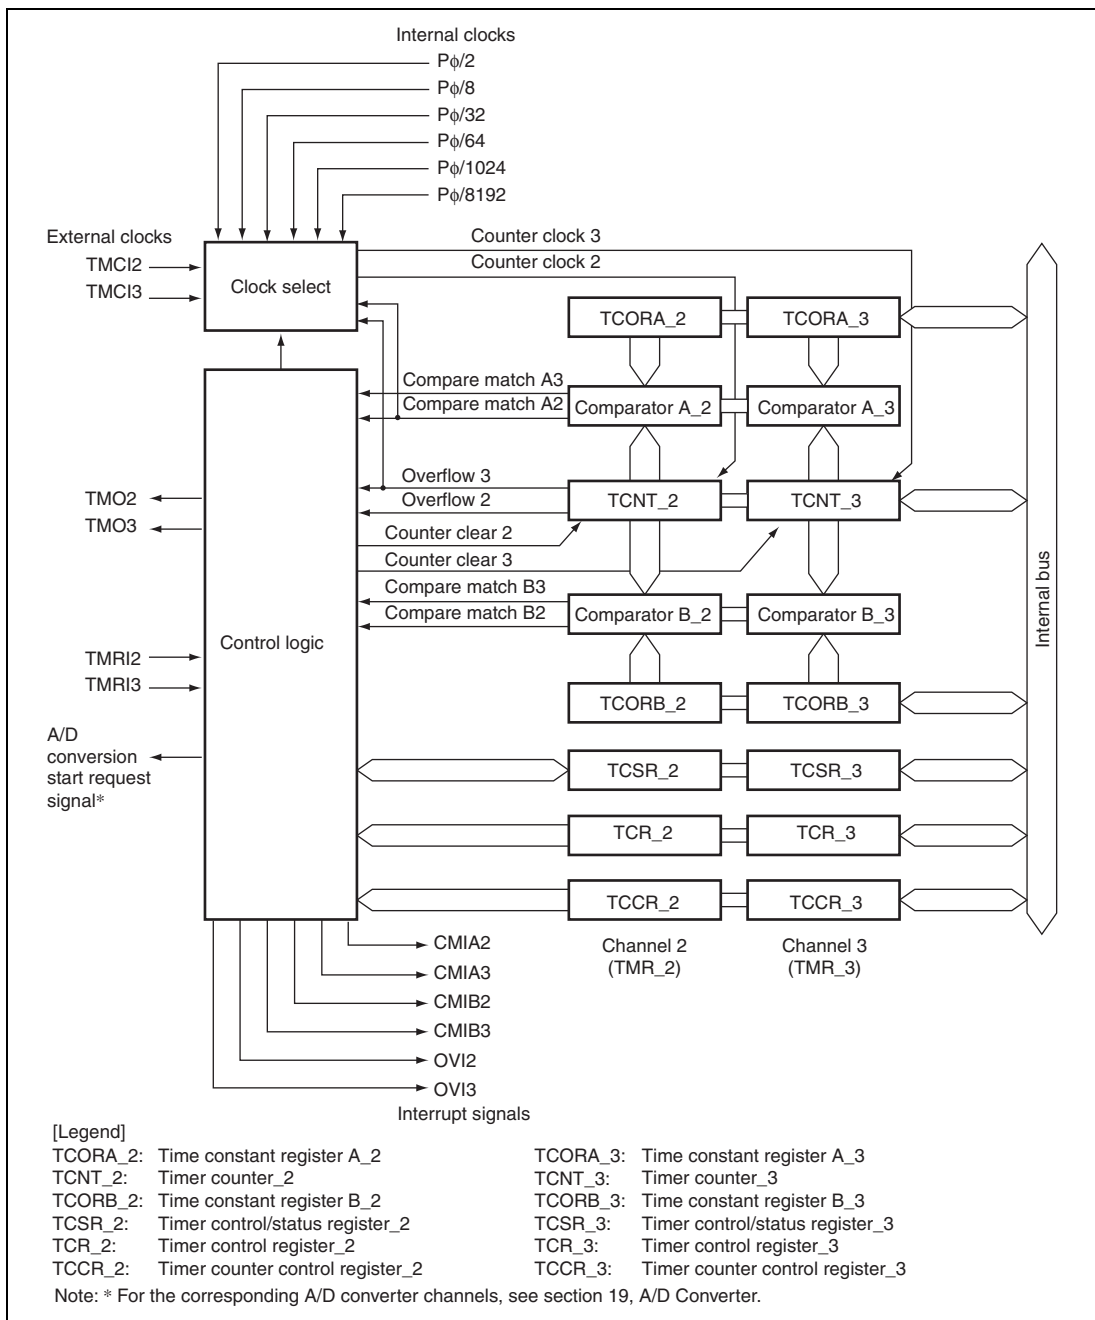 Internal clocks
Pϕ/2
Pϕ/8
Pϕ/32
Pϕ/64
Pϕ/1024
Pϕ/8192
External clocks
TMCI2
TMCI3
Clock select
Counter clock 3
Counter clock 2
TCORA_2
TCORA_3
Compare match A3
Compare match A2
Comparator A_2
Comparator A_3
TMO2
TMO3
Overflow 3
Overflow 2
TCNT_2
TCNT_3
Counter clear 2
Counter clear 3
Compare match B3
Compare match B2
Comparator B_2
Comparator B_3
Control logic
Internal bus
TMRI2
TMRI3
TCORB_2
TCORB_3
A/D
conversion
start request
signal*
TCSR_2
TCSR_3
TCR_2
TCR_3
TCCR_2
TCCR_3
Channel 2
(TMR_2)
Channel 3
(TMR_3)
CMIA2
CMIA3
CMIB2
CMIB3
OVI2
OVI3
Interrupt signals
[Legend]
TCORA_2: Time constant register A_2
TCNT_2: Timer counter_2
TCORB_2: Time constant register B_2
TCSR_2: Timer control/status register_2
TCR_2: Timer control register_2
TCCR_2: Timer counter control register_2
TCORA_3: Time constant register A_3
TCNT_3: Timer counter_3
TCORB_3: Time constant register B_3
TCSR_3: Timer control/status register_3
TCR_3: Timer control register_3
TCCR_3: Timer counter control register_3
Note: * For the corresponding A/D converter channels, see section 19, A/D Converter.